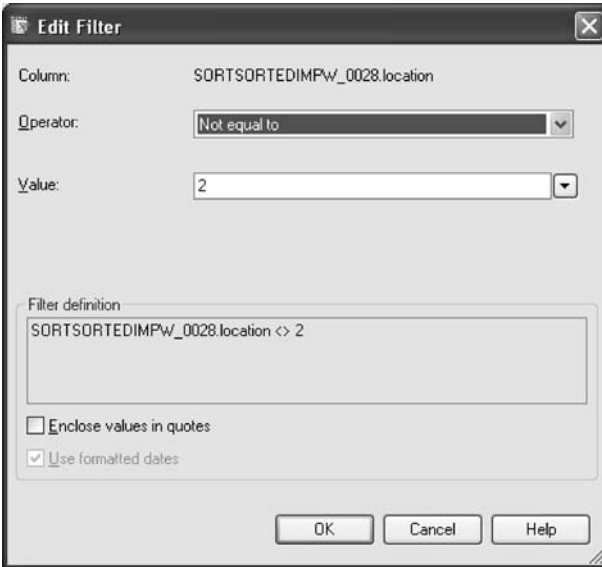 Edit Filter
Column: SORTSORTEDIMPW_0028.location
Operator: Not equal to
Value: 2
Filter definition
SORTSORTEDIMPW_0028.location <> 2
Enclose values in quotes
Use formatted dates
OK Cancel Help